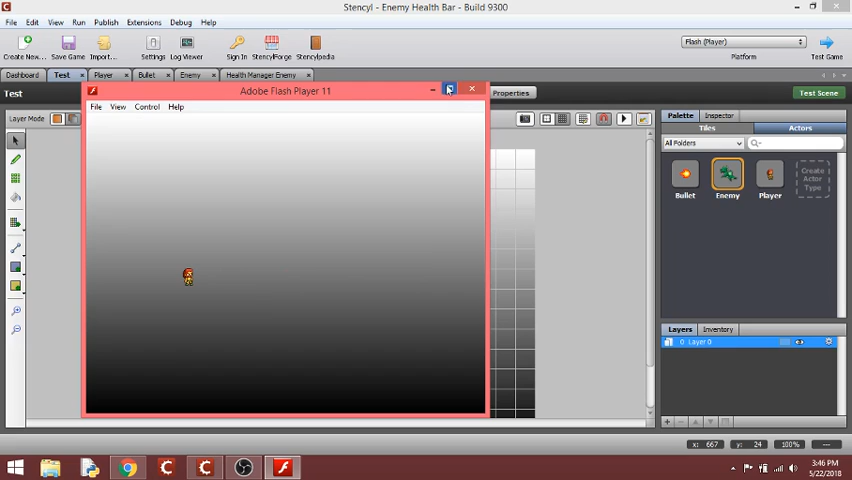 Stencyl - Enemy Health Bar - Build 9300
File Edit View Run Publish Extensions Debug Help
Create New... Save Game Import... Settings Log Viewer Sign In StencylForge Stencylpedia
Flash (Player)
Platform Test Game
Dashboard Test Player Bullet Enemy Health Manager Enemy
Test Adobe Flash Player 11 Properties Test Scene
File View Control Help
Layer Mode
Palette Inspector
Tiles Actors
All Folders
Bullet Enemy Player
Create
Actor
Type
Layers Inventory
0 Layer 0
x: 667 y: 24 100% ---
3:46 PM
5/22/2018